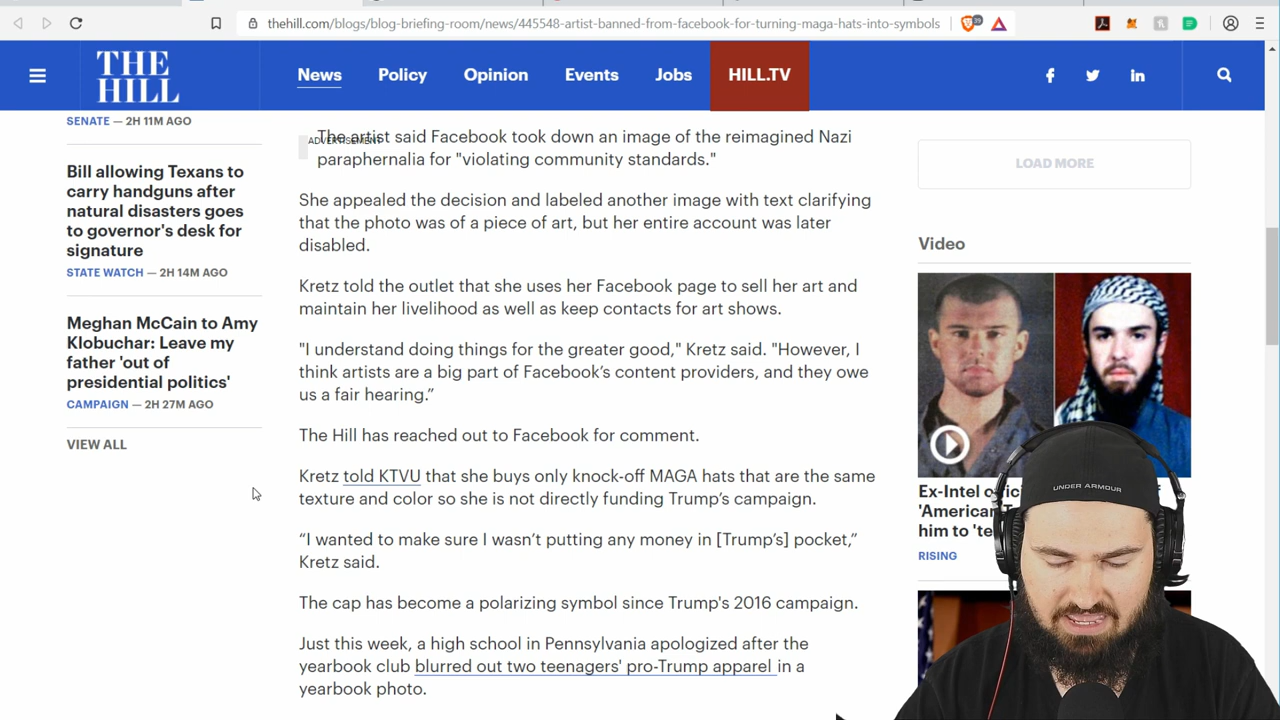 thehill.com/blogs/blog-briefing-room/news/445548-artist-banned-from-facebook-for-turning-maga-hats-into-symbols
39
THE
HILL
News
Policy
Opinion
Events
Jobs
HILL.TV
SENATE — 2H 11M AGO
Bill allowing Texans to
carry handguns after
natural disasters goes
to governor's desk for
signature
STATE WATCH — 2H 14M AGO
Meghan McCain to Amy
Klobuchar: Leave my
father 'out of
presidential politics'
CAMPAIGN — 2H 27M AGO
VIEW ALL
ADVERTISEMENT
The artist said Facebook took down an image of the reimagined Nazi
paraphernalia for "violating community standards."
She appealed the decision and labeled another image with text clarifying
that the photo was of a piece of art, but her entire account was later
disabled.
Kretz told the outlet that she uses her Facebook page to sell her art and
maintain her livelihood as well as keep contacts for art shows.
"I understand doing things for the greater good," Kretz said. "However, I
think artists are a big part of Facebook's content providers, and they owe
us a fair hearing.”
The Hill has reached out to Facebook for comment.
Kretz told KTVU that she buys only knock-off MAGA hats that are the same
texture and color so she is not directly funding Trump’s campaign.
“I wanted to make sure I wasn’t putting any money in [Trump’s] pocket,”
Kretz said.
The cap has become a polarizing symbol since Trump's 2016 campaign.
Just this week, a high school in Pennsylvania apologized after the
yearbook club blurred out two teenagers' pro-Trump apparel in a
yearbook photo.
LOAD MORE
Video
Ex-Intel
'American
him to
RISING
UNDER ARMOUR